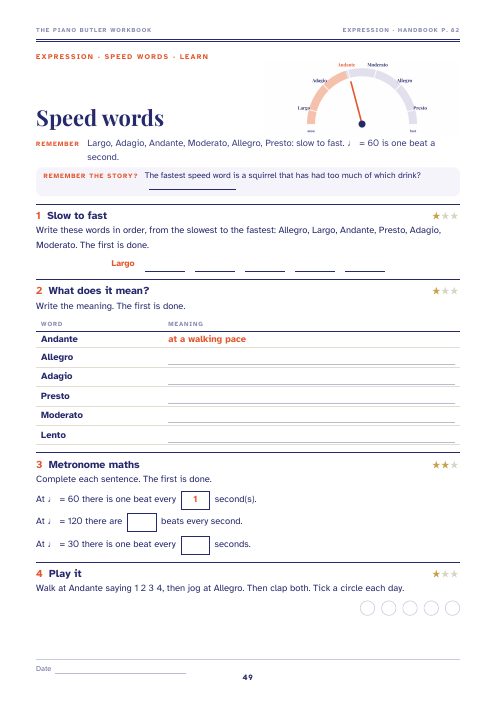 THE PIANO BUTLER WORKBOOK
EXPRESSION · HANDBOOK P. 62
EXPRESSION · SPEED WORDS · LEARN
Andante Moderato
Adagio Allegro
Largo Presto
slow fast
Speed words
REMEMBER Largo, Adagio, Andante, Moderato, Allegro, Presto: slow to fast. ♩ = 60 is one beat a
second.
REMEMBER THE STORY? The fastest speed word is a squirrel that has had too much of which drink?
1 Slow to fast
Write these words in order, from the slowest to the fastest: Allegro, Largo, Andante, Presto, Adagio,
Moderato. The first is done.
Largo
2 What does it mean?
Write the meaning. The first is done.
WORD MEANING
Andante at a walking pace
Allegro
Adagio
Presto
Moderato
Lento
3 Metronome maths
Complete each sentence. The first is done.
At ♩ = 60 there is one beat every 1 second(s).
At ♩ = 120 there are beats every second.
At ♩ = 30 there is one beat every seconds.
4 Play it
Walk at Andante saying 1 2 3 4, then jog at Allegro. Then clap both. Tick a circle each day.
Date
49